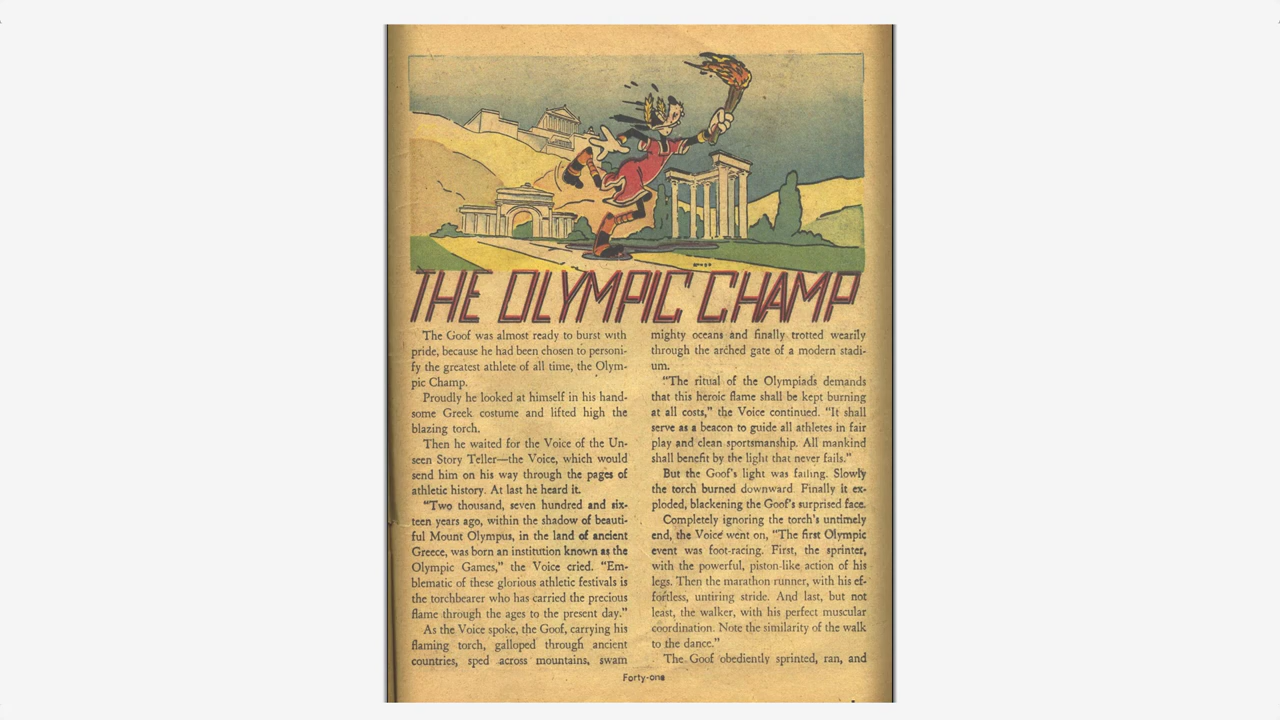 THE OLYMPIC CHAMP
The Goof was almost ready to burst with
pride, because he had been chosen to personi-
fy the greatest athlete of all time, the Olym-
pic Champ.
Proudly he looked at himself in his hand-
some Greek costume and lifted high the
blazing torch.
Then he waited for the Voice of the Un-
seen Story Teller—the Voice, which would
send him on his way through the pages of
athletic history. At last he heard it.
"Two thousand, seven hundred and six-
teen years ago, within the shadow of beauti-
ful Mount Olympus, in the land of ancient
Greece, was born an institution known as the
Olympic Games," the Voice cried. "Em-
blematic of these glorious athletic festivals is
the torchbearer who has carried the precious
flame through the ages to the present day."
As the Voice spoke, the Goof, carrying his
flaming torch, galloped through ancient
countries, sped across mountains, swam
mighty oceans and finally trotted wearily
through the arched gate of a modern stadi-
um.
"The ritual of the Olympiads demands
that this heroic flame shall be kept burning
at all costs," the Voice continued. "It shall
serve as a beacon to guide all athletes in fair
play and clean sportsmanship. All mankind
shall benefit by the light that never fails."
But the Goof's light was failing. Slowly
the torch burned downward. Finally it ex-
ploded, blackening the Goof's surprised face.
Completely ignoring the torch's untimely
end, the Voice went on, "The first Olympic
event was foot-racing. First, the sprinter,
with the powerful, piston-like action of his
legs. Then the marathon runner, with his ef-
fortless, untiring stride. And last, but not
least, the walker, with his perfect muscular
coordination. Note the similarity of the walk
to the dance."
The Goof obediently sprinted, ran, and
Forty-one